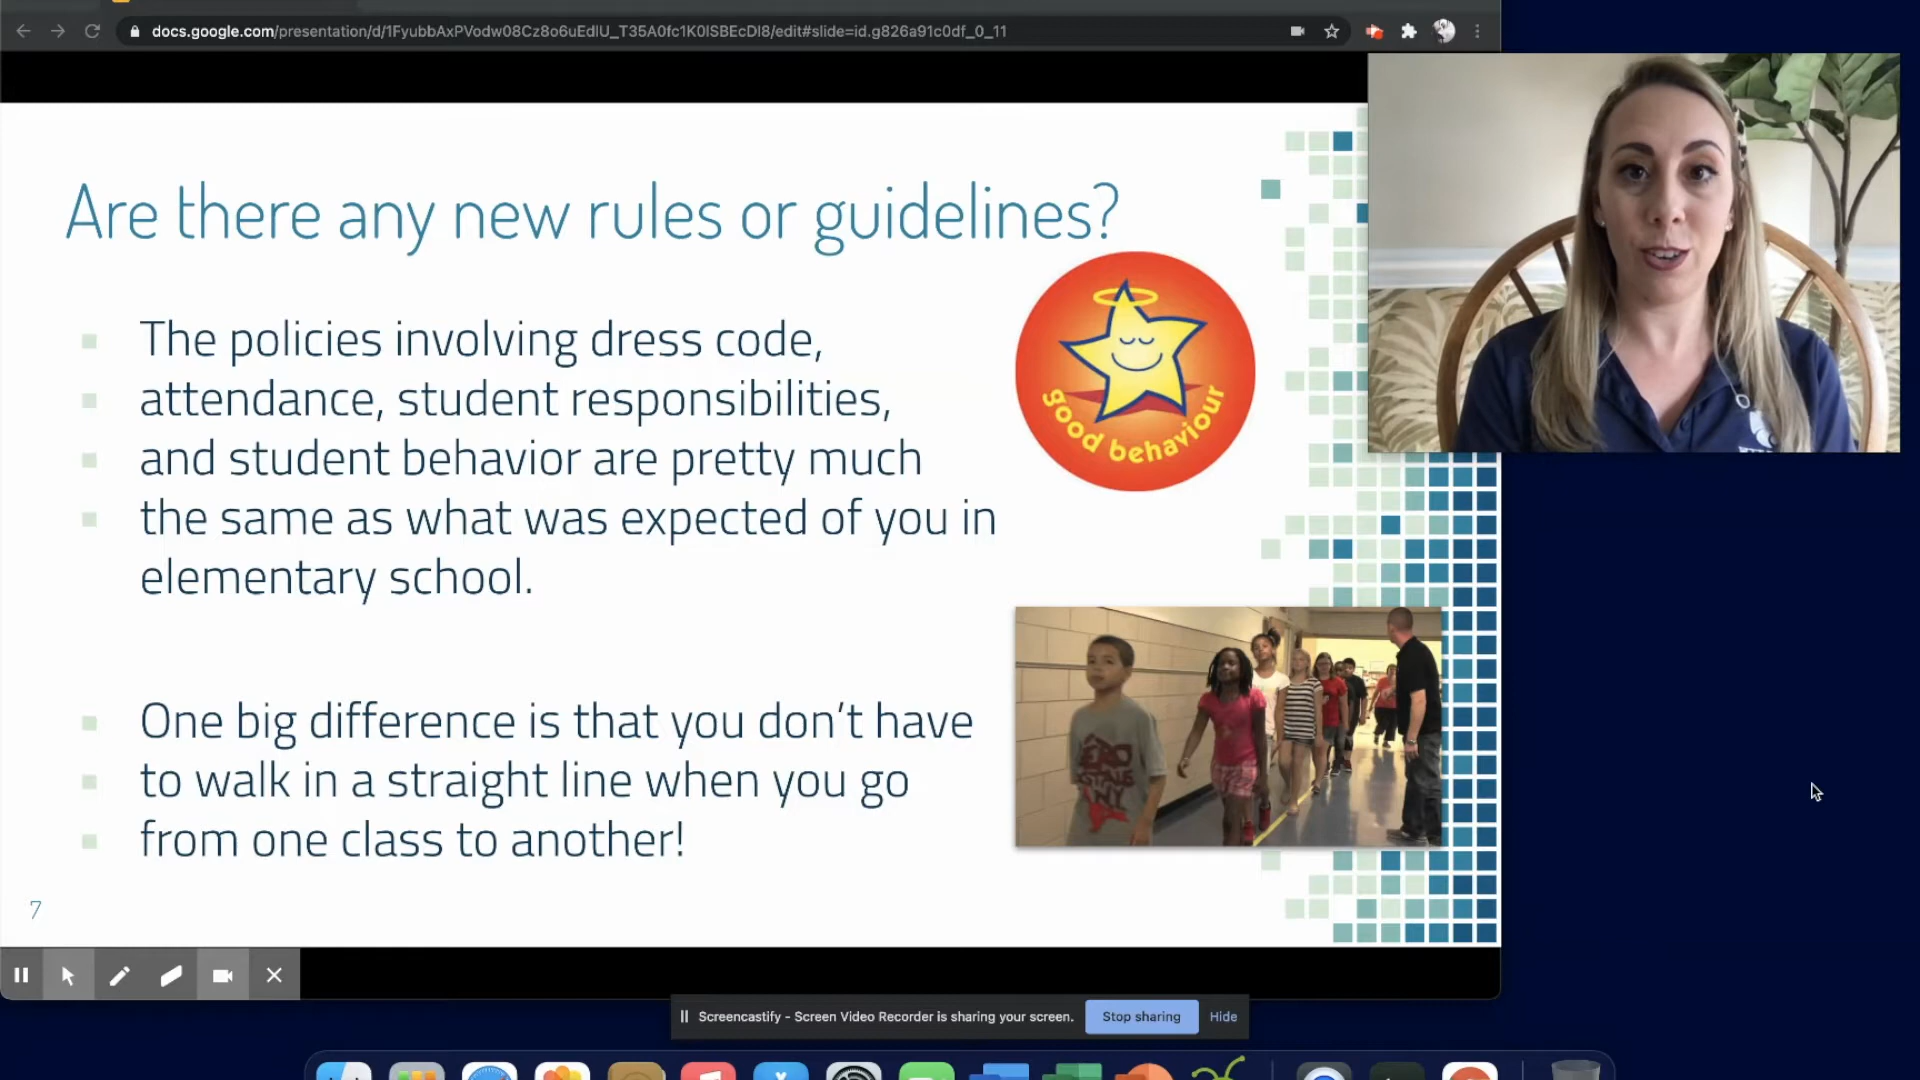 docs.google.com/presentation/d/1FyubbAxPVodw08Cz8o6uEdlU_T35A0fc1K0lSBEcDl8/edit#slide=id.g826a91c0df_0_11
Are there any new rules or guidelines?
The policies involving dress code,
attendance, student responsibilities,
and student behavior are pretty much
the same as what was expected of you in
elementary school.
good behaviour
One big difference is that you don't have
to walk in a straight line when you go
from one class to another!
7
Screencastify - Screen Video Recorder is sharing your screen.
Stop sharing
Hide